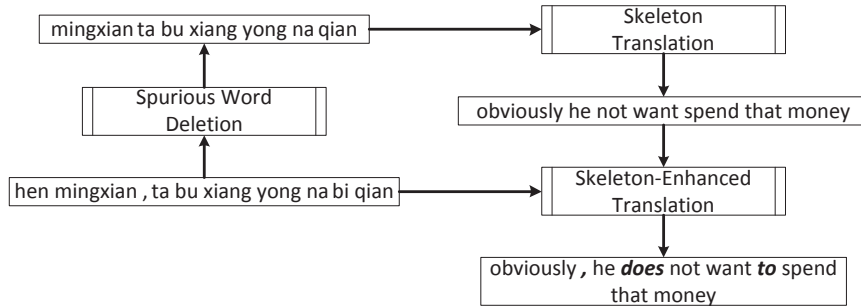 mingxian ta bu xiang yong na qian
Skeleton
Translation
Spurious Word
Deletion
obviously he not want spend that money
hen mingxian , ta bu xiang yong na bi qian
Skeleton-Enhanced
Translation
obviously , he does not want to spend
that money